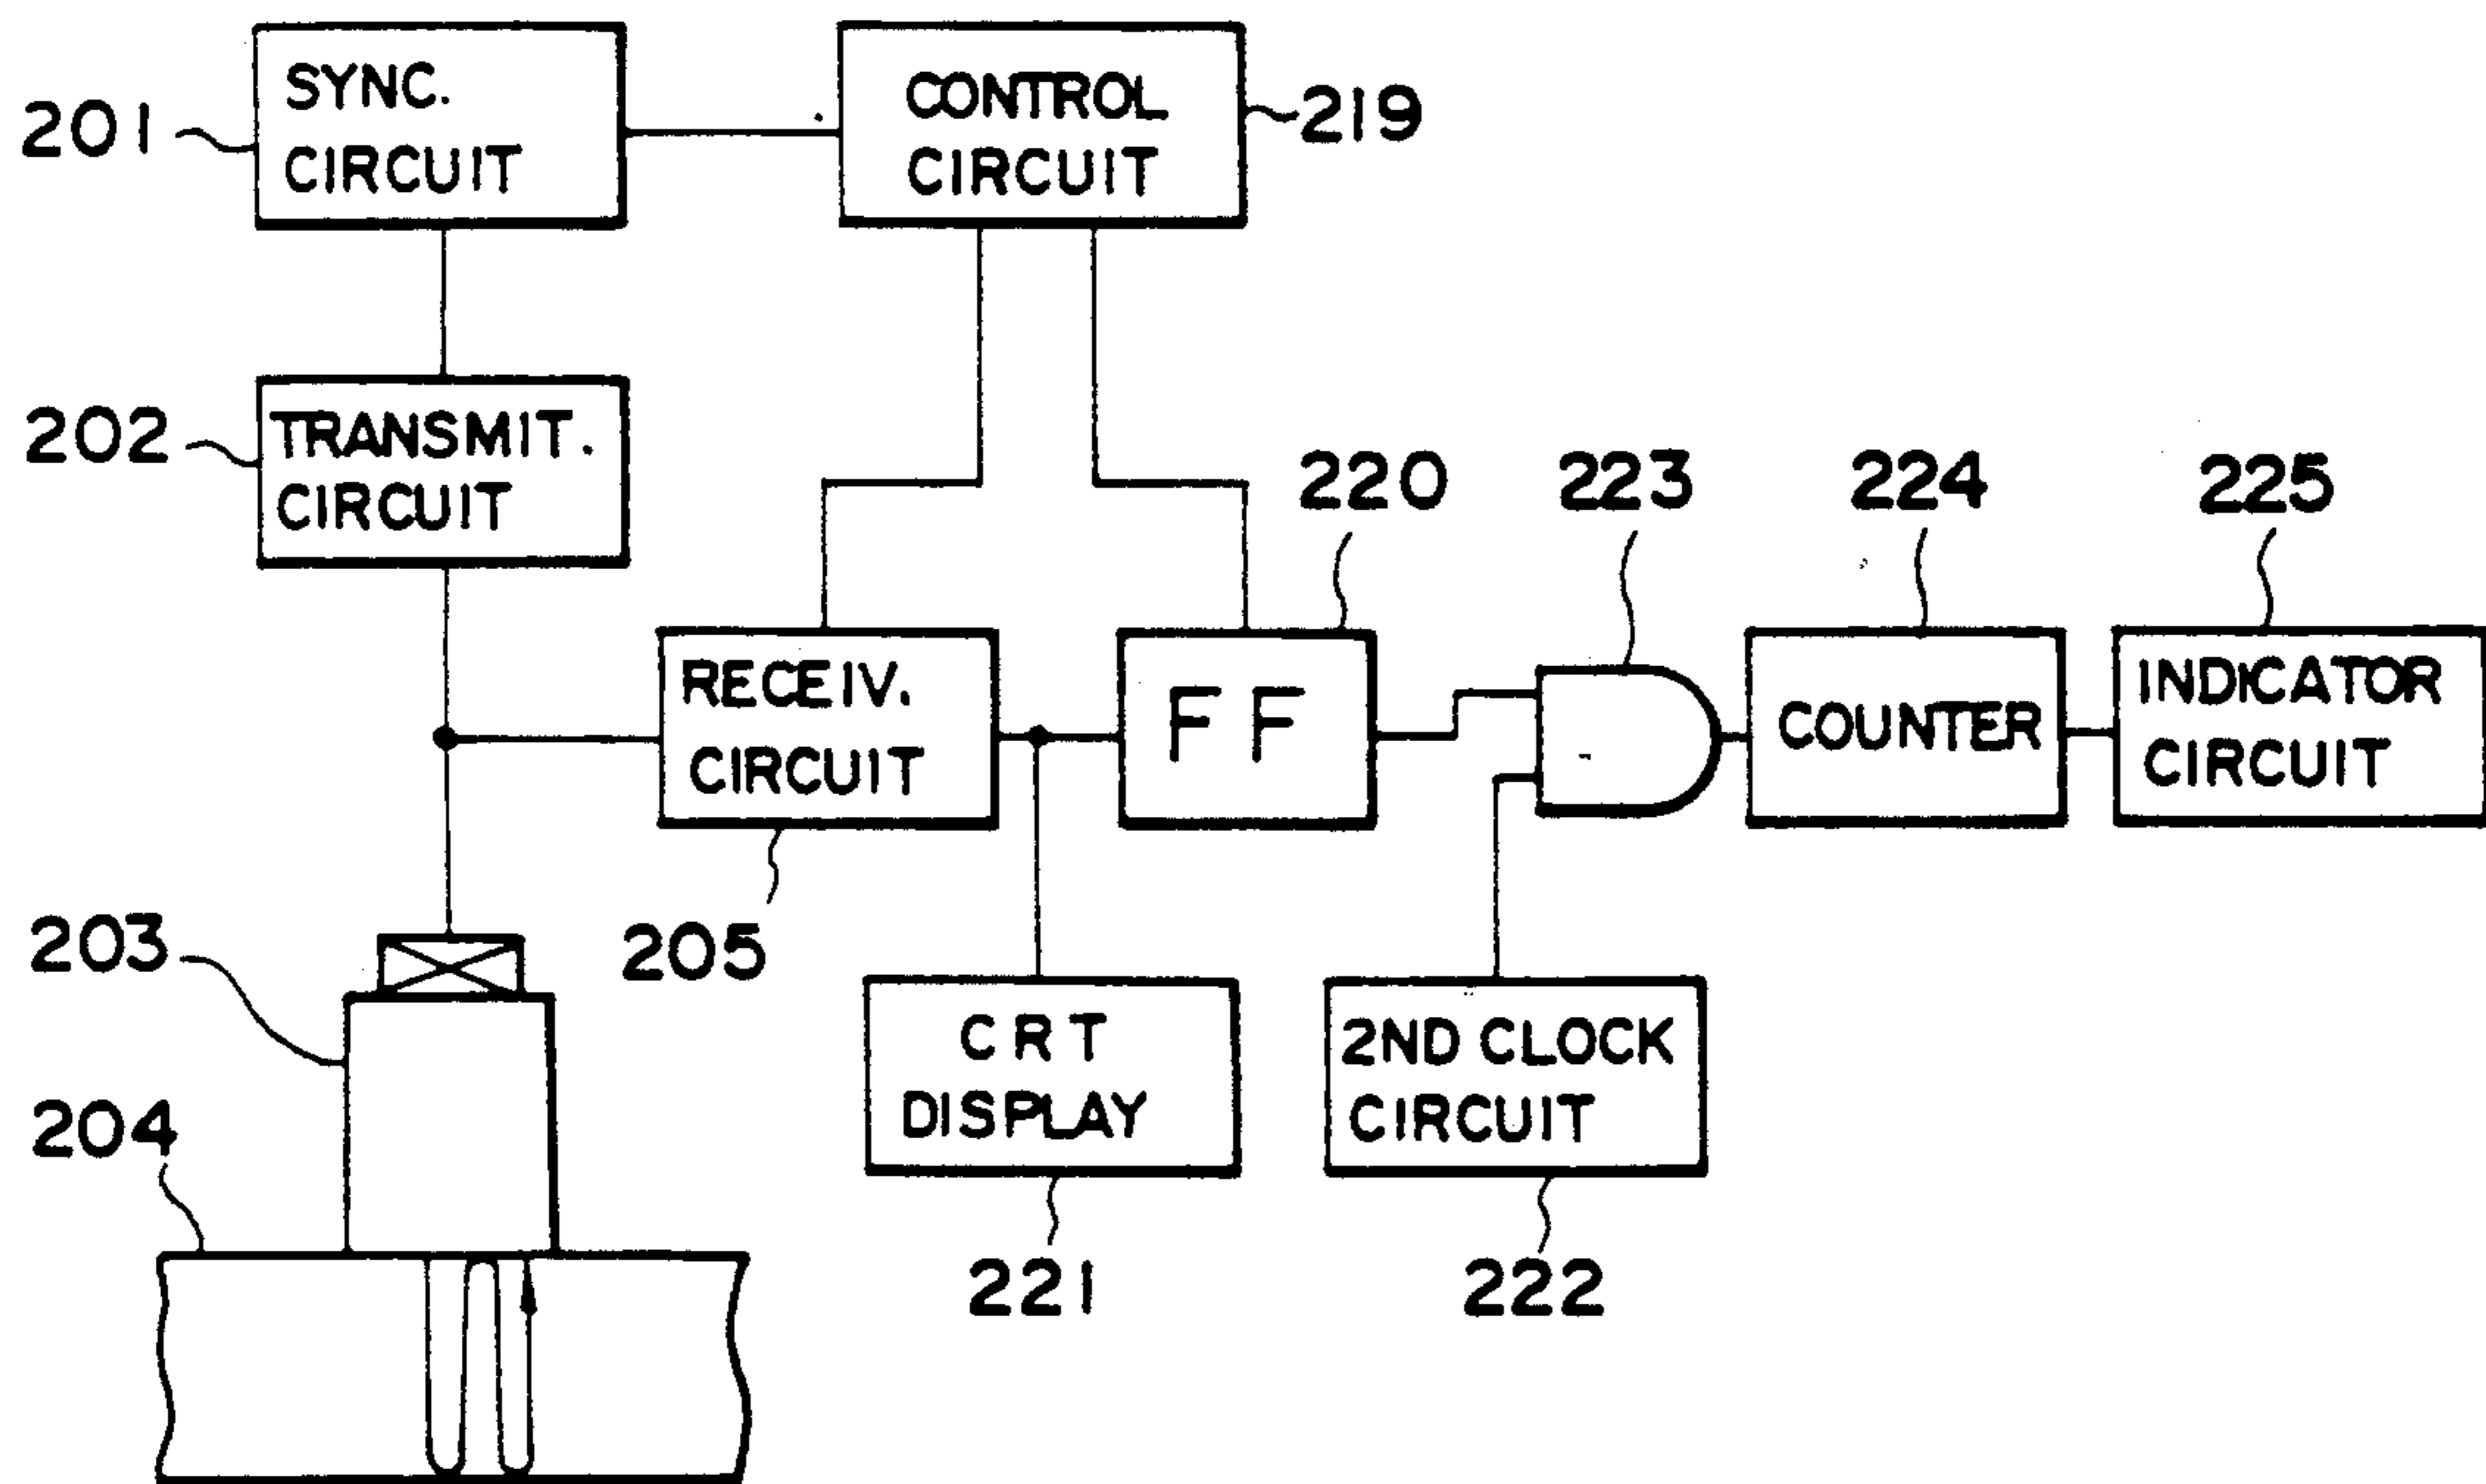 SYNC.
CIRCUIT
201
CONTROL
CIRCUIT
219
TRANSMIT.
CIRCUIT
202
220
223
224
225
RECEIV.
CIRCUIT
205
FF
COUNTER
INDICATOR
CIRCUIT
203
204
CRT
DISPLAY
221
2ND CLOCK
CIRCUIT
222